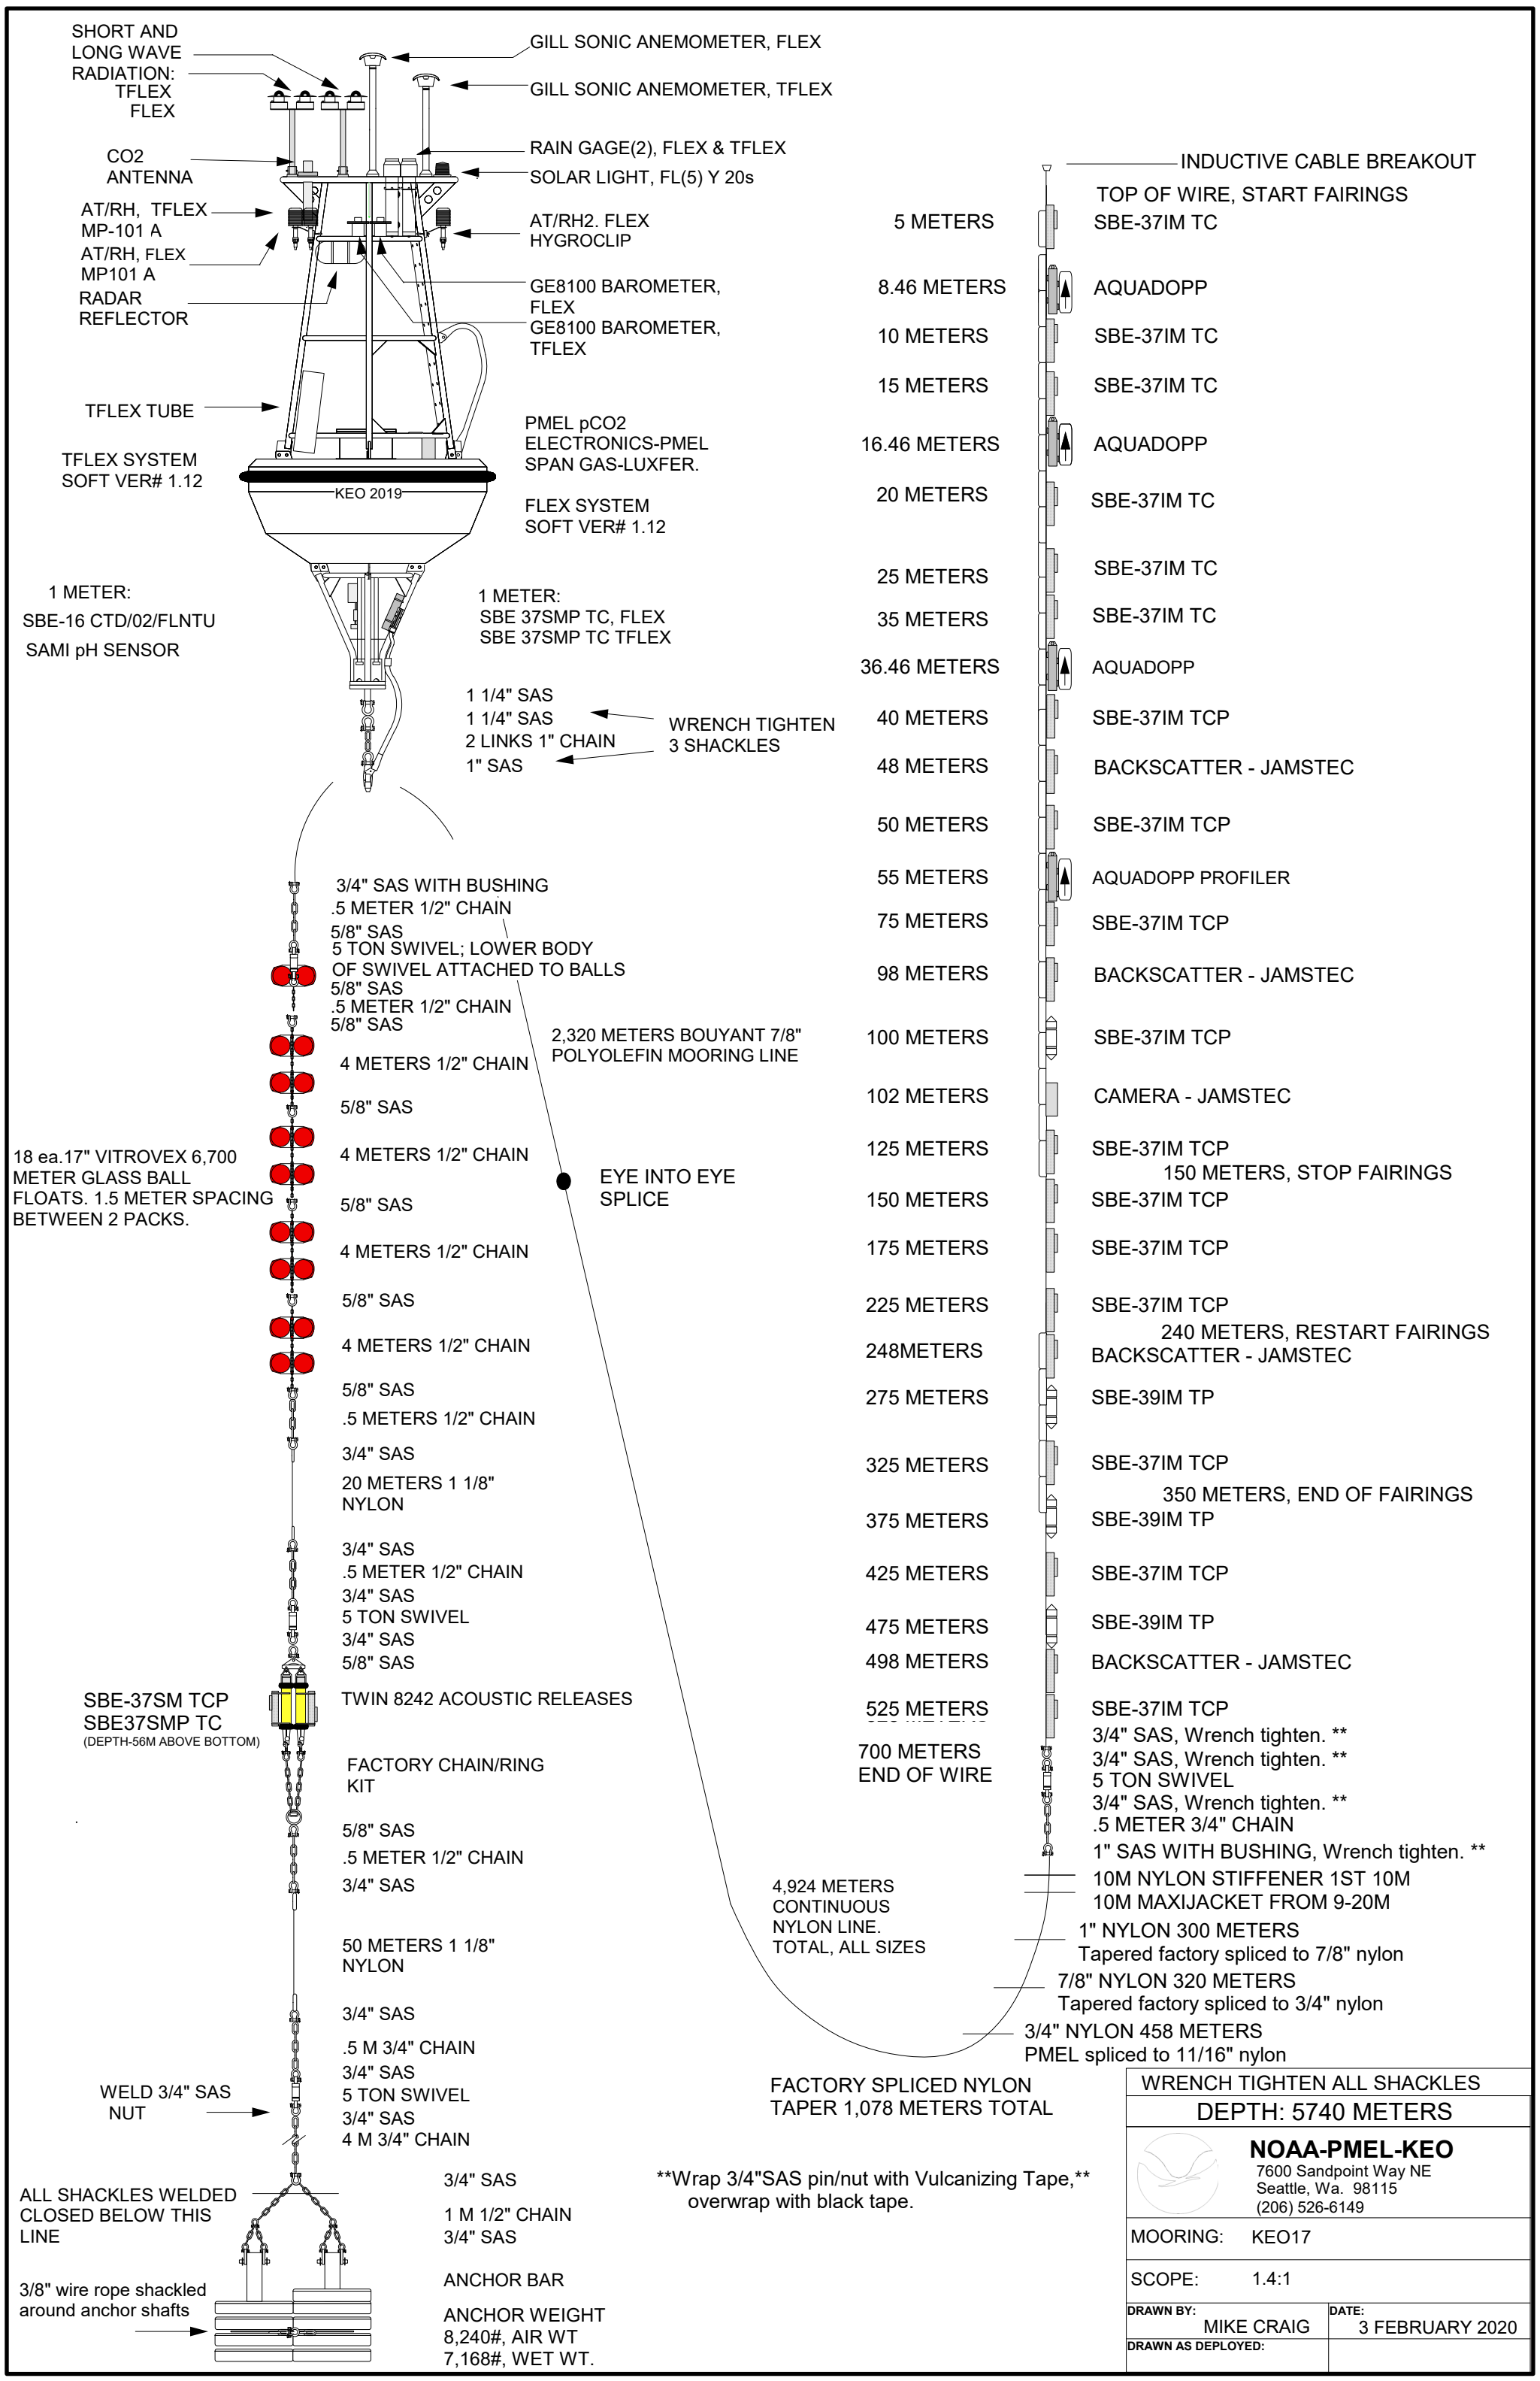 SHORT AND
LONG WAVE
RADIATION:
TFLEX
FLEX
CO2
ANTENNA
AT/RH, TFLEX
MP-101 A
AT/RH, FLEX
MP101 A
RADAR
REFLECTOR
TFLEX TUBE
TFLEX SYSTEM
SOFT VER# 1.12
GILL SONIC ANEMOMETER, FLEX
GILL SONIC ANEMOMETER, TFLEX
RAIN GAGE(2), FLEX & TFLEX
SOLAR LIGHT, FL(5) Y 20s
AT/RH2. FLEX
HYGROCLIP
GE8100 BAROMETER,
FLEX
GE8100 BAROMETER,
TFLEX
PMEL pCO2
ELECTRONICS-PMEL
SPAN GAS-LUXFER.
FLEX SYSTEM
SOFT VER# 1.12
KEO 2019
1 METER:
SBE-16 CTD/02/FLNTU
SAMI pH SENSOR
1 METER:
SBE 37SMP TC, FLEX
SBE 37SMP TC TFLEX
1 1/4" SAS
1 1/4" SAS
2 LINKS 1" CHAIN
1" SAS
WRENCH TIGHTEN
3 SHACKLES
3/4" SAS WITH BUSHING
.5 METER 1/2" CHAIN
5/8" SAS
5 TON SWIVEL; LOWER BODY
OF SWIVEL ATTACHED TO BALLS
5/8" SAS
.5 METER 1/2" CHAIN
5/8" SAS
4 METERS 1/2" CHAIN
5/8" SAS
4 METERS 1/2" CHAIN
5/8" SAS
4 METERS 1/2" CHAIN
5/8" SAS
4 METERS 1/2" CHAIN
5/8" SAS
.5 METERS 1/2" CHAIN
3/4" SAS
20 METERS 1 1/8"
NYLON
3/4" SAS
.5 METER 1/2" CHAIN
3/4" SAS
5 TON SWIVEL
3/4" SAS
5/8" SAS
TWIN 8242 ACOUSTIC RELEASES
FACTORY CHAIN/RING
KIT
5/8" SAS
.5 METER 1/2" CHAIN
3/4" SAS
50 METERS 1 1/8"
NYLON
3/4" SAS
.5 M 3/4" CHAIN
3/4" SAS
5 TON SWIVEL
3/4" SAS
4 M 3/4" CHAIN
3/4" SAS
1 M 1/2" CHAIN
3/4" SAS
ANCHOR BAR
ANCHOR WEIGHT
8,240#, AIR WT
7,168#, WET WT.
18 ea.17" VITROVEX 6,700
METER GLASS BALL
FLOATS. 1.5 METER SPACING
BETWEEN 2 PACKS.
SBE-37SM TCP
SBE37SMP TC
(DEPTH-56M ABOVE BOTTOM)
WELD 3/4" SAS
NUT
ALL SHACKLES WELDED
CLOSED BELOW THIS
LINE
3/8" wire rope shackled
around anchor shafts
2,320 METERS BOUYANT 7/8"
POLYOLEFIN MOORING LINE
EYE INTO EYE
SPLICE
4,924 METERS
CONTINUOUS
NYLON LINE.
TOTAL, ALL SIZES
FACTORY SPLICED NYLON
TAPER 1,078 METERS TOTAL
**Wrap 3/4"SAS pin/nut with Vulcanizing Tape,**
overwrap with black tape.
INDUCTIVE CABLE BREAKOUT
TOP OF WIRE, START FAIRINGS
5 METERS SBE-37IM TC
8.46 METERS AQUADOPP
10 METERS SBE-37IM TC
15 METERS SBE-37IM TC
16.46 METERS AQUADOPP
20 METERS SBE-37IM TC
25 METERS SBE-37IM TC
35 METERS SBE-37IM TC
36.46 METERS AQUADOPP
40 METERS SBE-37IM TCP
48 METERS BACKSCATTER - JAMSTEC
50 METERS SBE-37IM TCP
55 METERS AQUADOPP PROFILER
75 METERS SBE-37IM TCP
98 METERS BACKSCATTER - JAMSTEC
100 METERS SBE-37IM TCP
102 METERS CAMERA - JAMSTEC
125 METERS SBE-37IM TCP
150 METERS, STOP FAIRINGS
150 METERS SBE-37IM TCP
175 METERS SBE-37IM TCP
225 METERS SBE-37IM TCP
240 METERS, RESTART FAIRINGS
248METERS BACKSCATTER - JAMSTEC
275 METERS SBE-39IM TP
325 METERS SBE-37IM TCP
350 METERS, END OF FAIRINGS
375 METERS SBE-39IM TP
425 METERS SBE-37IM TCP
475 METERS SBE-39IM TP
498 METERS BACKSCATTER - JAMSTEC
525 METERS SBE-37IM TCP
3/4" SAS, Wrench tighten. **
700 METERS
END OF WIRE
3/4" SAS, Wrench tighten. **
5 TON SWIVEL
3/4" SAS, Wrench tighten. **
.5 METER 3/4" CHAIN
1" SAS WITH BUSHING, Wrench tighten. **
10M NYLON STIFFENER 1ST 10M
10M MAXIJACKET FROM 9-20M
1" NYLON 300 METERS
Tapered factory spliced to 7/8" nylon
7/8" NYLON 320 METERS
Tapered factory spliced to 3/4" nylon
3/4" NYLON 458 METERS
PMEL spliced to 11/16" nylon
WRENCH TIGHTEN ALL SHACKLES
DEPTH: 5740 METERS
NOAA-PMEL-KEO
7600 Sandpoint Way NE
Seattle, Wa. 98115
(206) 526-6149
MOORING: KEO17
SCOPE: 1.4:1
DRAWN BY: MIKE CRAIG
DATE: 3 FEBRUARY 2020
DRAWN AS DEPLOYED: